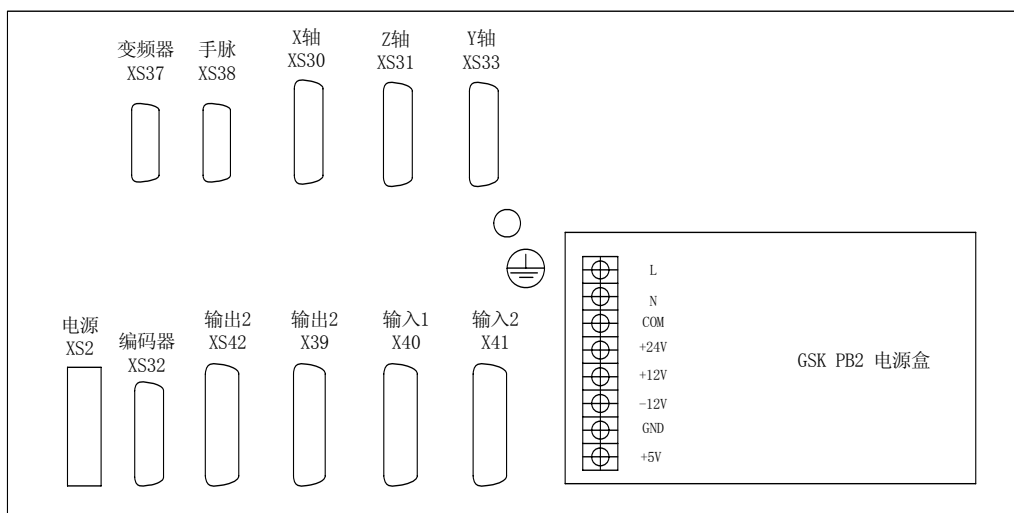 变频器
XS37
手脉
XS38
X轴
XS30
Z轴
XS31
Y轴
XS33
电源
XS2
编码器
XS32
输出2
XS42
输出2
X39
输入1
X40
输入2
X41
L
N
COM
+24V
+12V
-12V
GND
+5V
GSK PB2 电源盒